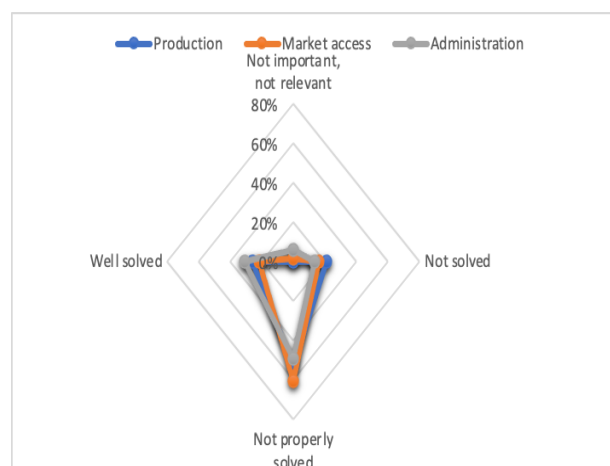 Production Market access Administration
Not important,
not relevant
80%
60%
40%
20%
Well solved 0% Not solved
Not properly
solved